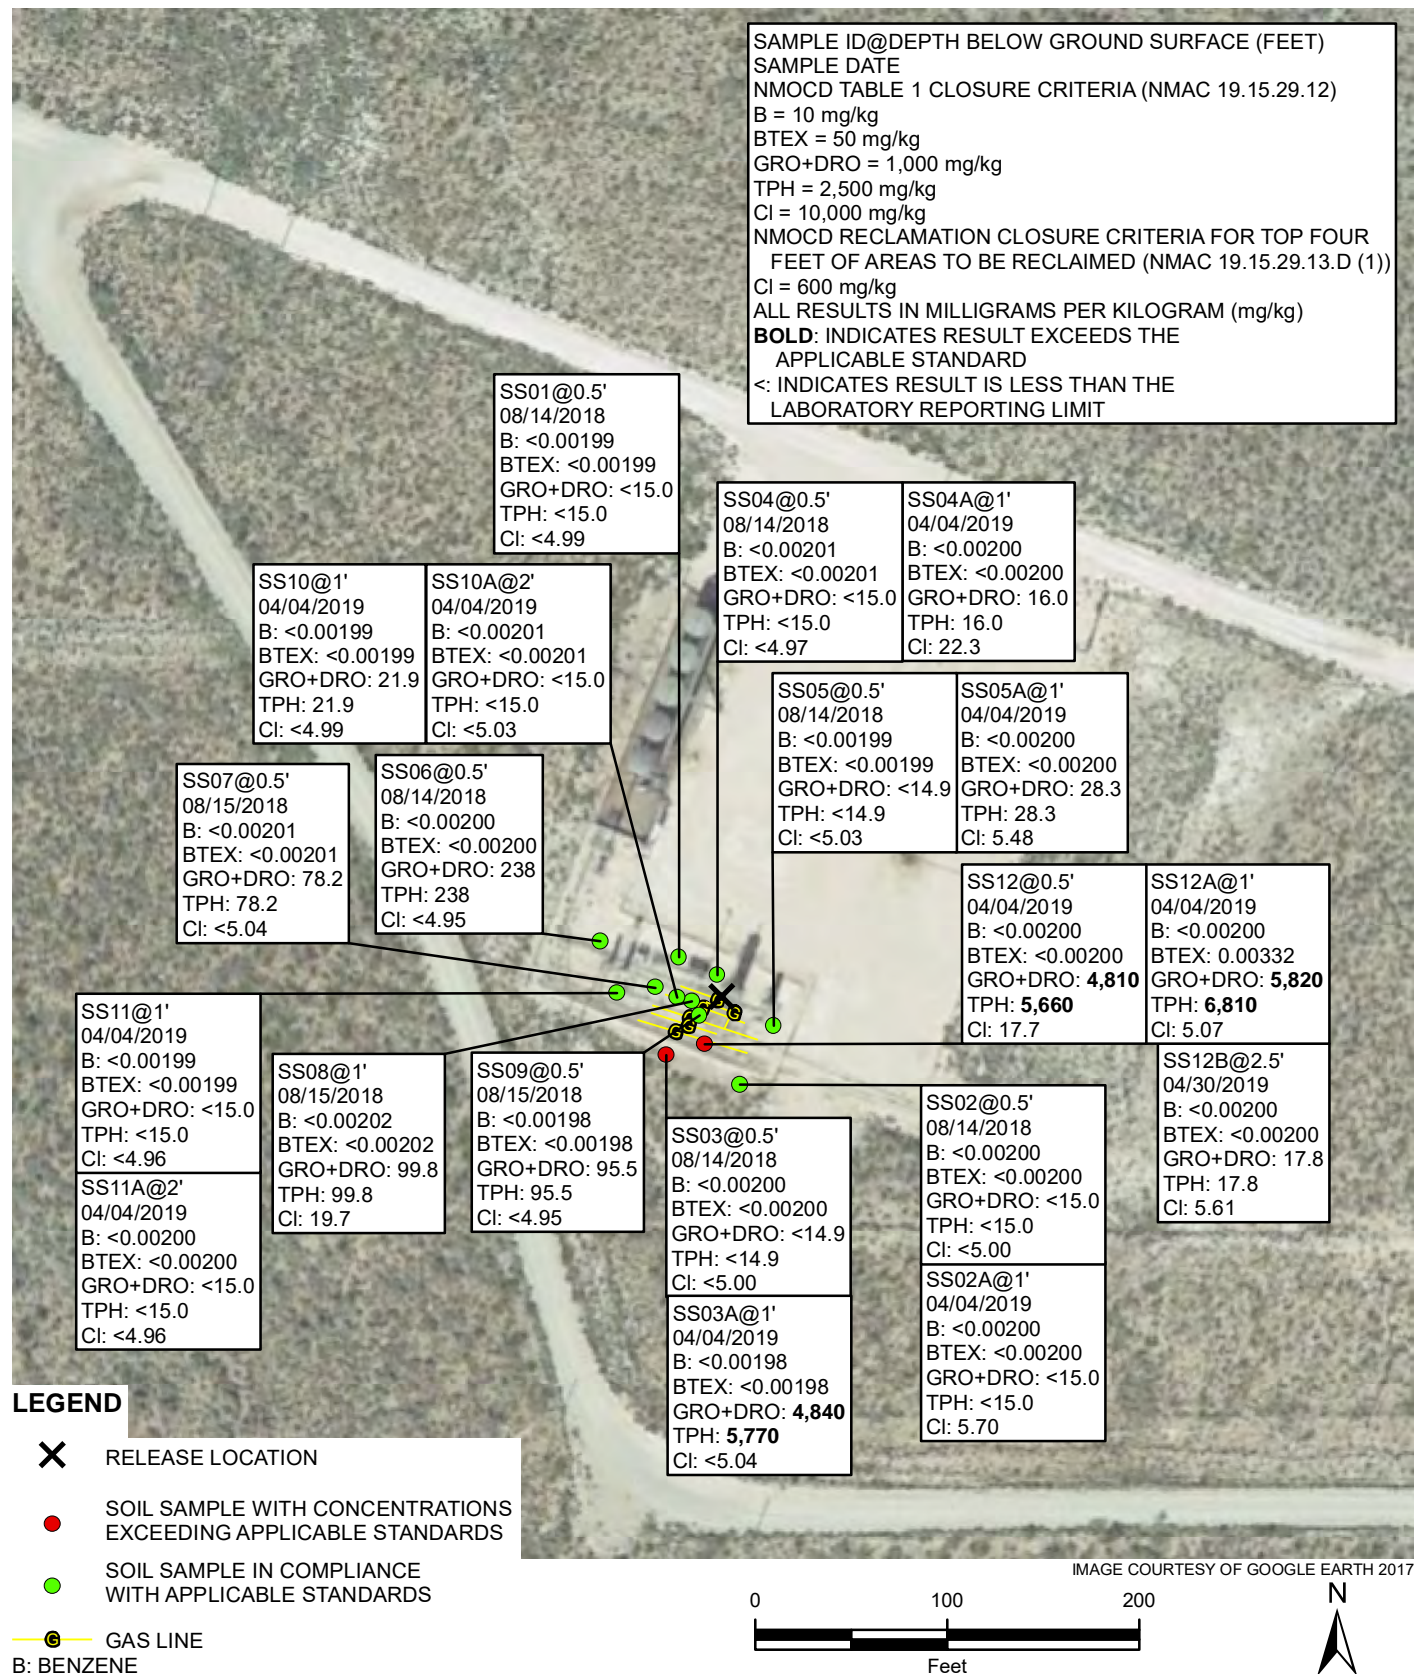 SAMPLE ID@DEPTH BELOW GROUND SURFACE (FEET)
SAMPLE DATE
NMOCD TABLE 1 CLOSURE CRITERIA (NMAC 19.15.29.12)
B = 10 mg/kg
BTEX = 50 mg/kg
GRO+DRO = 1,000 mg/kg
TPH = 2,500 mg/kg
Cl = 10,000 mg/kg
NMOCD RECLAMATION CLOSURE CRITERIA FOR TOP FOUR
FEET OF AREAS TO BE RECLAIMED (NMAC 19.15.29.13.D (1))
Cl = 600 mg/kg
ALL RESULTS IN MILLIGRAMS PER KILOGRAM (mg/kg)
BOLD: INDICATES RESULT EXCEEDS THE
APPLICABLE STANDARD
<: INDICATES RESULT IS LESS THAN THE
LABORATORY REPORTING LIMIT
SS01@0.5'
08/14/2018
B: <0.00199
BTEX: <0.00199
GRO+DRO: <15.0
TPH: <15.0
Cl: <4.99
SS04@0.5'
08/14/2018
B: <0.00201
BTEX: <0.00201
GRO+DRO: <15.0
TPH: <15.0
Cl: <4.97
SS04A@1'
04/04/2019
B: <0.00200
BTEX: <0.00200
GRO+DRO: 16.0
TPH: 16.0
Cl: 22.3
SS10@1'
04/04/2019
B: <0.00199
BTEX: <0.00199
GRO+DRO: 21.9
TPH: 21.9
Cl: <4.99
SS10A@2'
04/04/2019
B: <0.00201
BTEX: <0.00201
GRO+DRO: <15.0
TPH: <15.0
Cl: <5.03
SS05@0.5'
08/14/2018
B: <0.00199
BTEX: <0.00199
GRO+DRO: <14.9
TPH: <14.9
Cl: <5.03
SS05A@1'
04/04/2019
B: <0.00200
BTEX: <0.00200
GRO+DRO: 28.3
TPH: 28.3
Cl: 5.48
SS07@0.5'
08/15/2018
B: <0.00201
BTEX: <0.00201
GRO+DRO: 78.2
TPH: 78.2
Cl: <5.04
SS06@0.5'
08/14/2018
B: <0.00200
BTEX: <0.00200
GRO+DRO: 238
TPH: 238
Cl: <4.95
SS12@0.5'
04/04/2019
B: <0.00200
BTEX: <0.00200
GRO+DRO: 4,810
TPH: 5,660
Cl: 17.7
SS12A@1'
04/04/2019
B: <0.00200
BTEX: 0.00332
GRO+DRO: 5,820
TPH: 6,810
Cl: 5.07
SS12B@2.5'
04/30/2019
B: <0.00200
BTEX: <0.00200
GRO+DRO: 17.8
TPH: 17.8
Cl: 5.61
G
G
G
G
G
G
SS11@1'
04/04/2019
B: <0.00199
BTEX: <0.00199
GRO+DRO: <15.0
TPH: <15.0
Cl: <4.96
SS11A@2'
04/04/2019
B: <0.00200
BTEX: <0.00200
GRO+DRO: <15.0
TPH: <15.0
Cl: <4.96
SS08@1'
08/15/2018
B: <0.00202
BTEX: <0.00202
GRO+DRO: 99.8
TPH: 99.8
Cl: 19.7
SS09@0.5'
08/15/2018
B: <0.00198
BTEX: <0.00198
GRO+DRO: 95.5
TPH: 95.5
Cl: <4.95
SS03@0.5'
08/14/2018
B: <0.00200
BTEX: <0.00200
GRO+DRO: <14.9
TPH: <14.9
Cl: <5.00
SS03A@1'
04/04/2019
B: <0.00198
BTEX: <0.00198
GRO+DRO: 4,840
TPH: 5,770
Cl: <5.04
SS02@0.5'
08/14/2018
B: <0.00200
BTEX: <0.00200
GRO+DRO: <15.0
TPH: <15.0
Cl: <5.00
SS02A@1'
04/04/2019
B: <0.00200
BTEX: <0.00200
GRO+DRO: <15.0
TPH: <15.0
Cl: 5.70
LEGEND
RELEASE LOCATION
SOIL SAMPLE WITH CONCENTRATIONS
EXCEEDING APPLICABLE STANDARDS
SOIL SAMPLE IN COMPLIANCE
WITH APPLICABLE STANDARDS
G GAS LINE
B: BENZENE
IMAGE COURTESY OF GOOGLE EARTH 2017
0 100 200
Feet
N